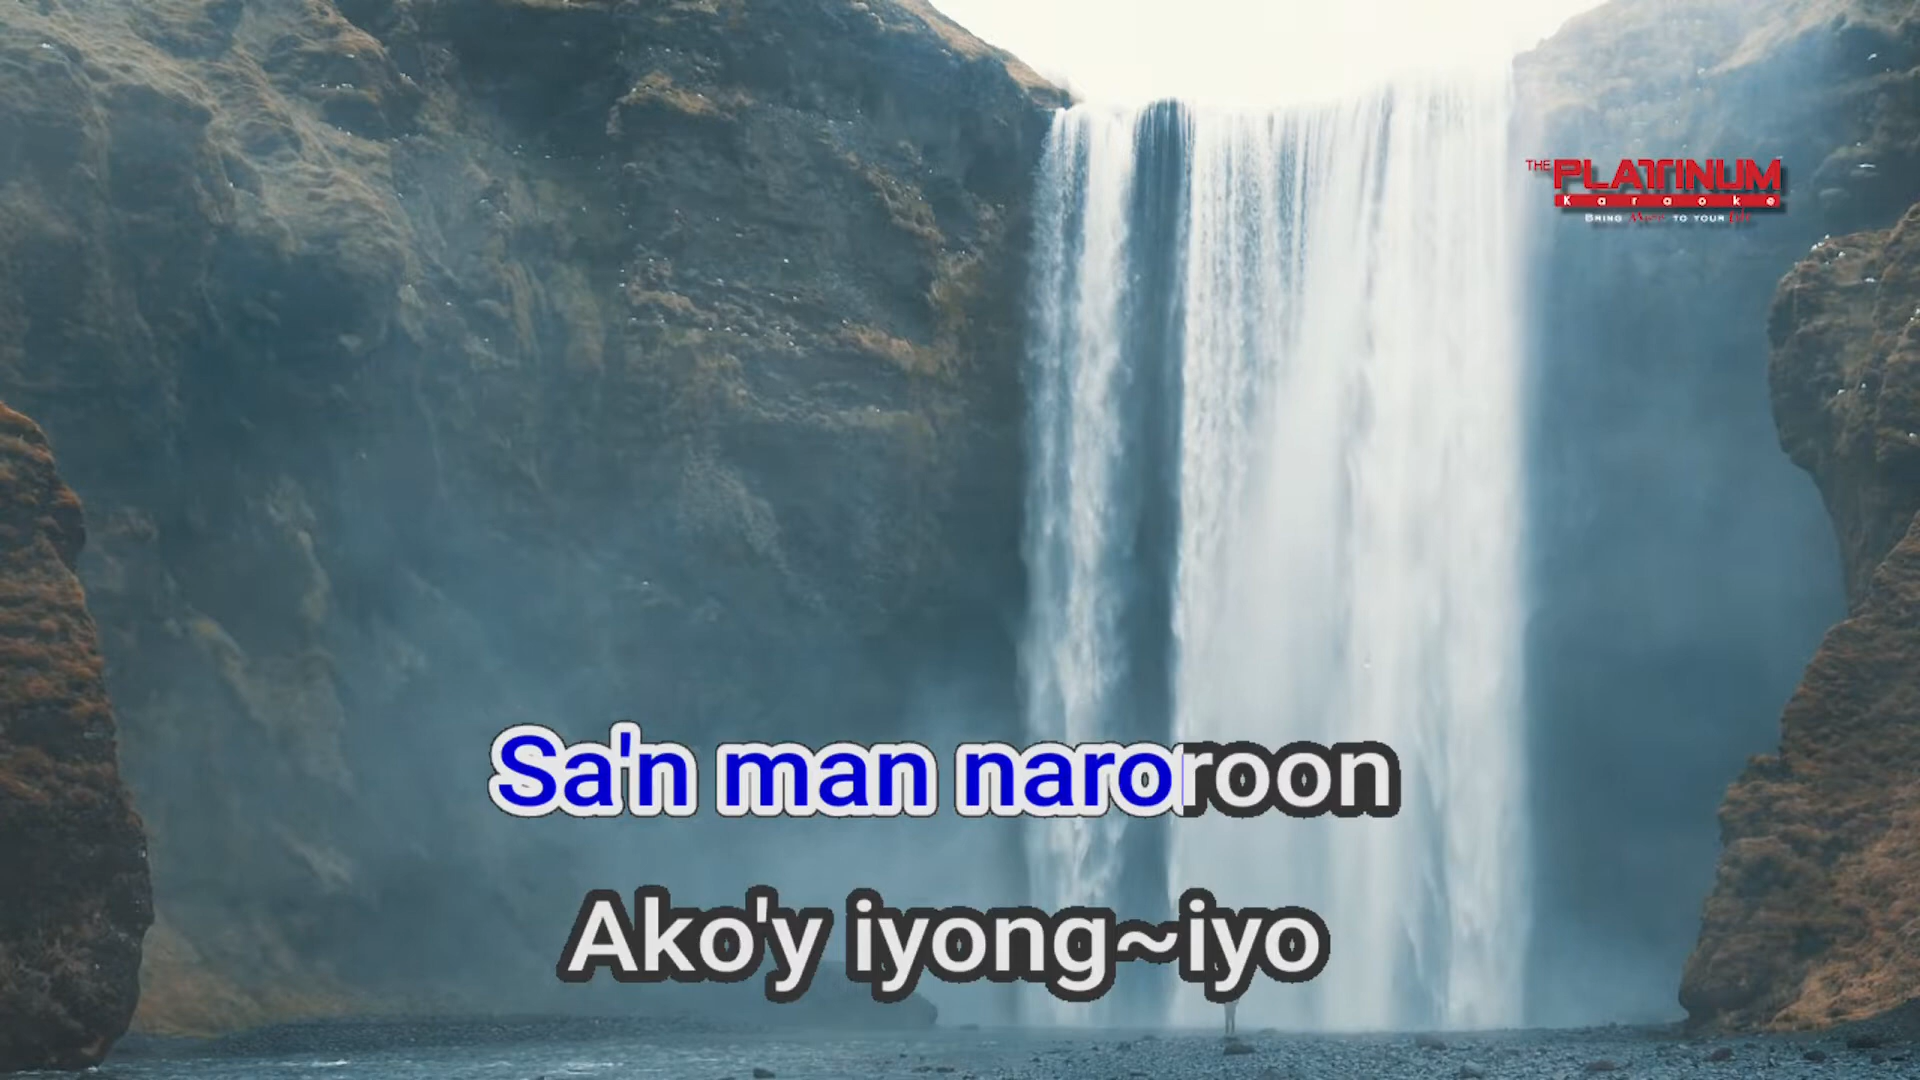 THE PLATINUM
Karaoke
BRING Music TO YOUR Life
Sa'n man naroroon
Ako'y iyong~iyo